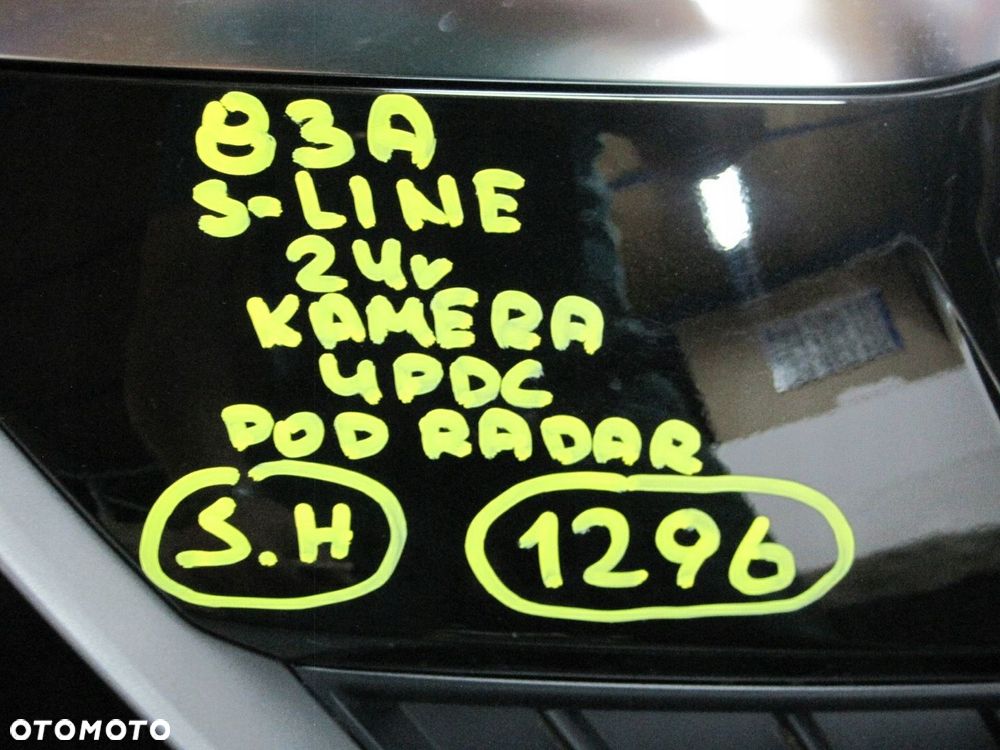 83A
S-LINE
24v
KAMERA
4PDC
POD RADAR
S.H 1296
OTOMOTO